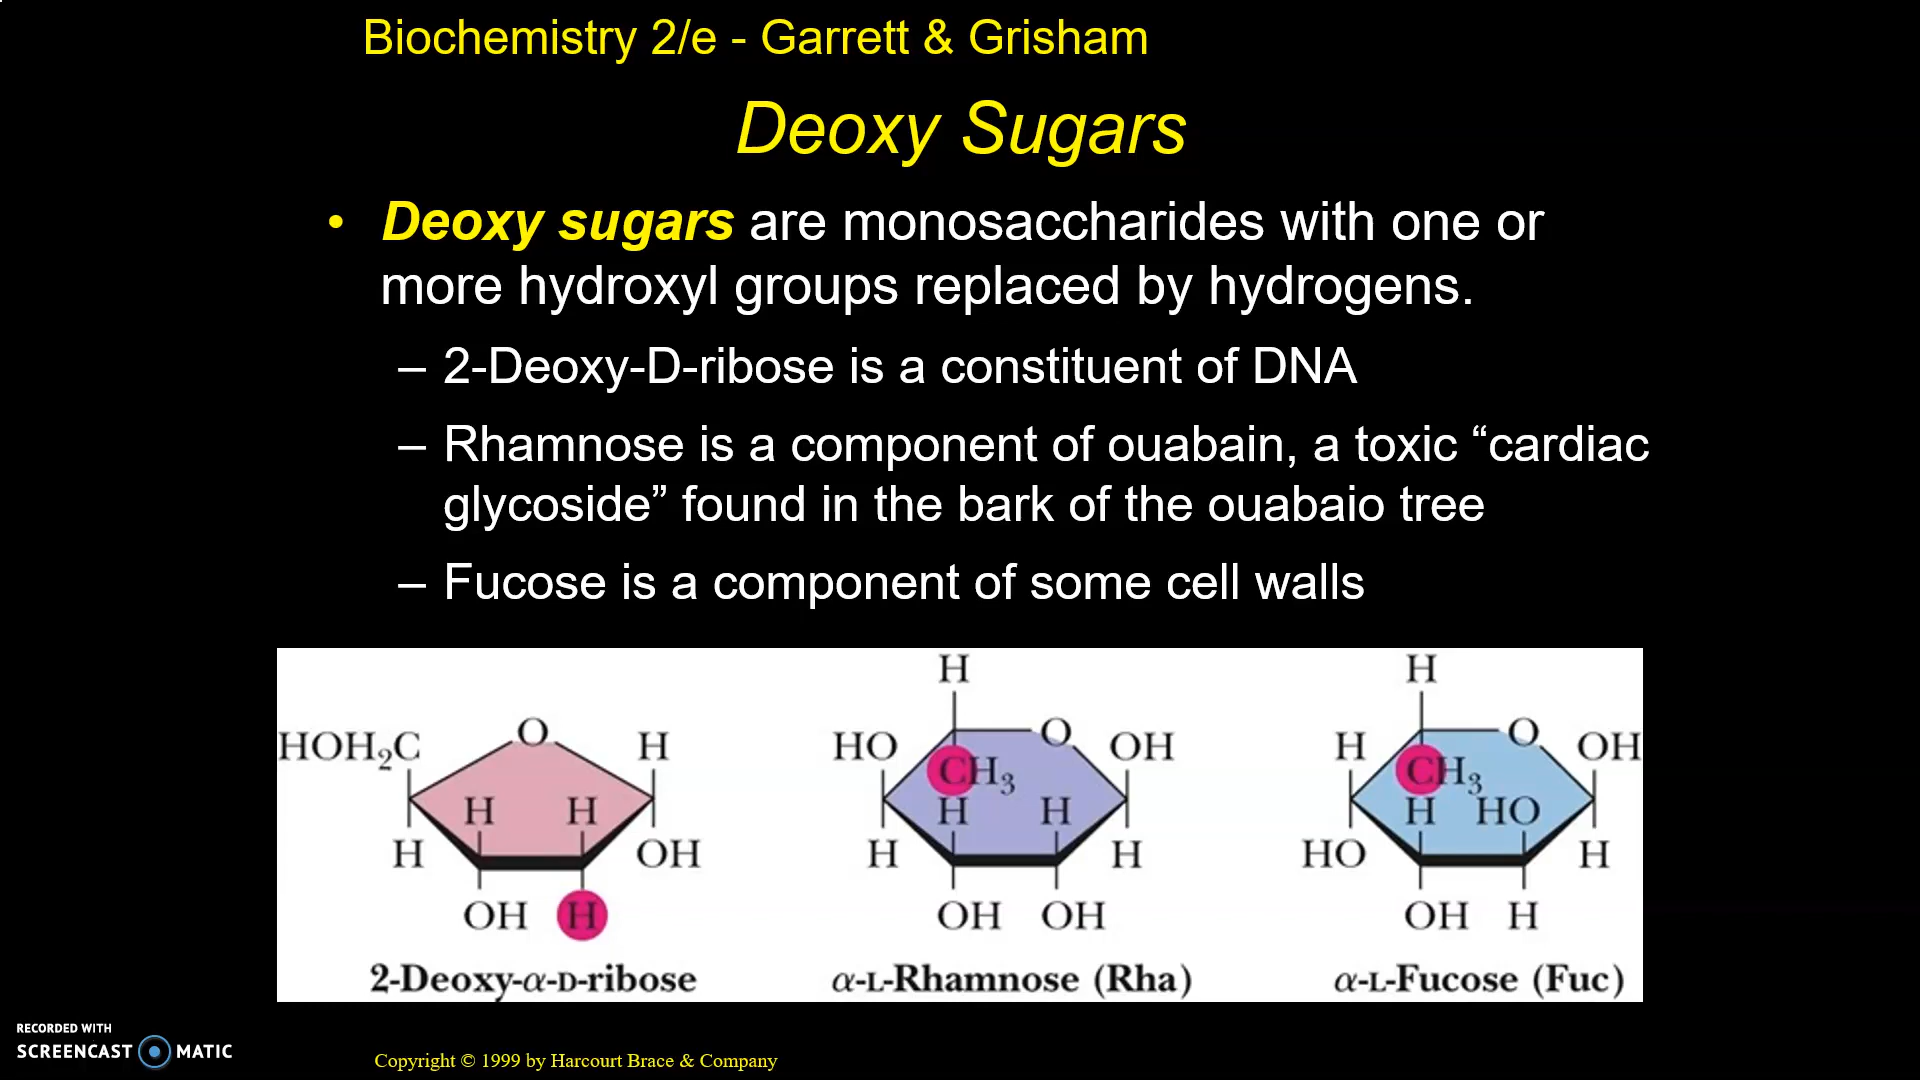 Biochemistry 2/e - Garrett & Grisham
Deoxy Sugars
• Deoxy sugars are monosaccharides with one or
more hydroxyl groups replaced by hydrogens.
– 2-Deoxy-D-ribose is a constituent of DNA
– Rhamnose is a component of ouabain, a toxic “cardiac
glycoside” found in the bark of the ouabaio tree
– Fucose is a component of some cell walls
H H
HOH₂C O H HO O OH H O OH
CH₃ CH₃
H H H H H HO
H OH H H HO H
OH H OH OH OH H
2-Deoxy-α-D-ribose α-L-Rhamnose (Rha) α-L-Fucose (Fuc)
RECORDED WITH
SCREENCAST MATIC
Copyright © 1999 by Harcourt Brace & Company